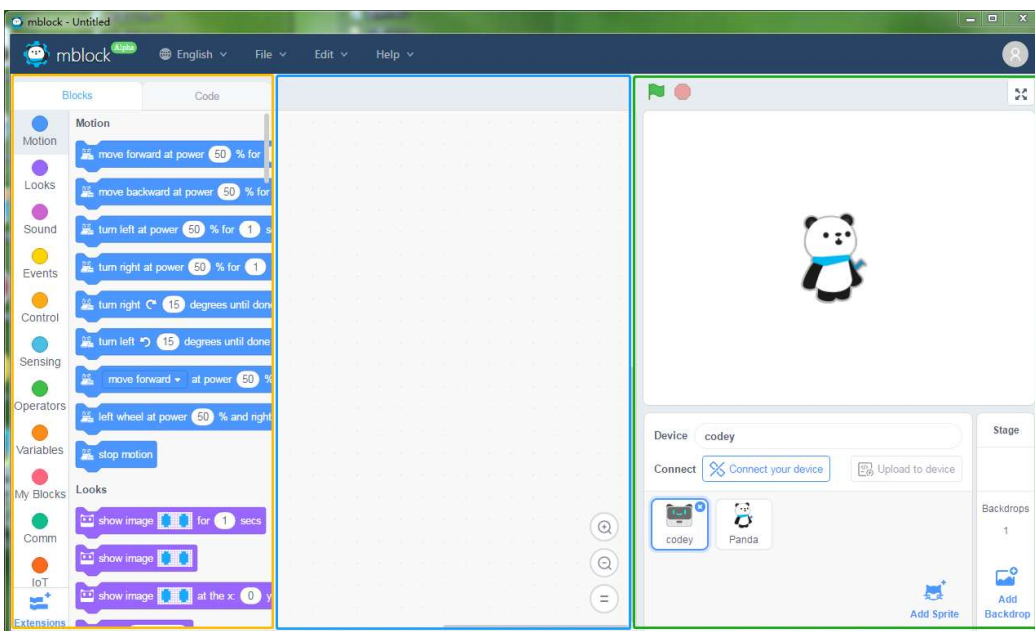 mblock - Untitled
mblock Alpha English File Edit Help
Blocks Code
Motion
Looks
Sound
Events
Control
Sensing
Operators
Variables
My Blocks
Comm
IoT
Extensions
Motion
move forward at power 50 % for
move backward at power 50 % for
turn left at power 50 % for 1 s
turn right at power 50 % for 1
turn right 15 degrees until done
turn left 15 degrees until done
move forward at power 50 %
left wheel at power 50 % and right
stop motion
Looks
show image for 1 secs
show image
show image at the x: 0 y
Device codey
Connect Connect your device Upload to device
codey Panda
Add Sprite
Stage
Backdrops
1
Add
Backdrop